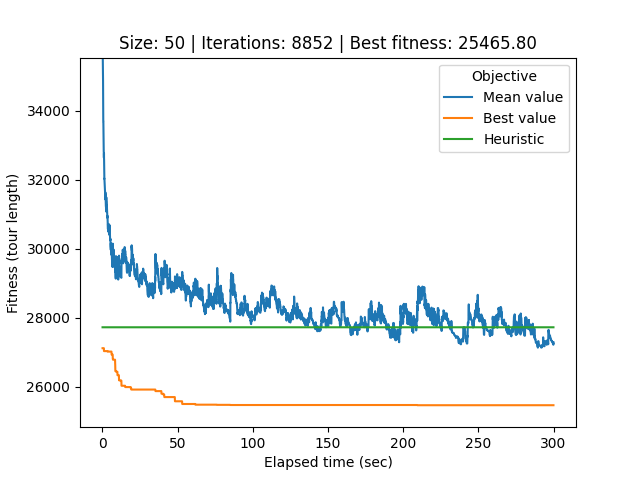 Size: 50 | Iterations: 8852 | Best fitness: 25465.80
Objective
Mean value
Best value
Heuristic
Fitness (tour length)
34000
32000
30000
28000
26000
0 50 100 150 200 250 300
Elapsed time (sec)